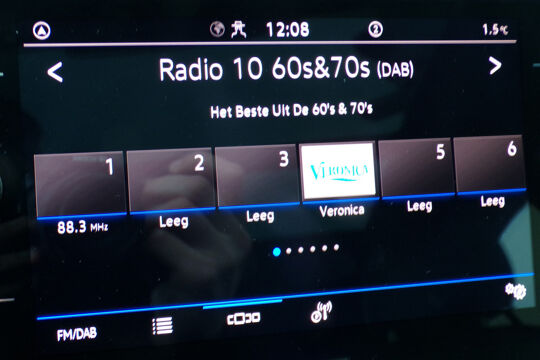 12:08 2 1.5°C
< Radio 10 60s&70s (DAB) >
Het Beste Uit De 60's & 70's
1 2 3 VERONICA 5 6
88.3 MHz Leeg Leeg Veronica Leeg Leeg
FM/DAB